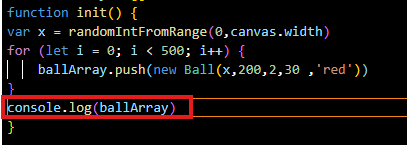 function init() {
var x = randomIntFromRange(0,canvas.width)
for (let i = 0; i < 500; i++) {
ballArray.push(new Ball(x,200,2,30 ,'red'))
}
console.log(ballArray)
}